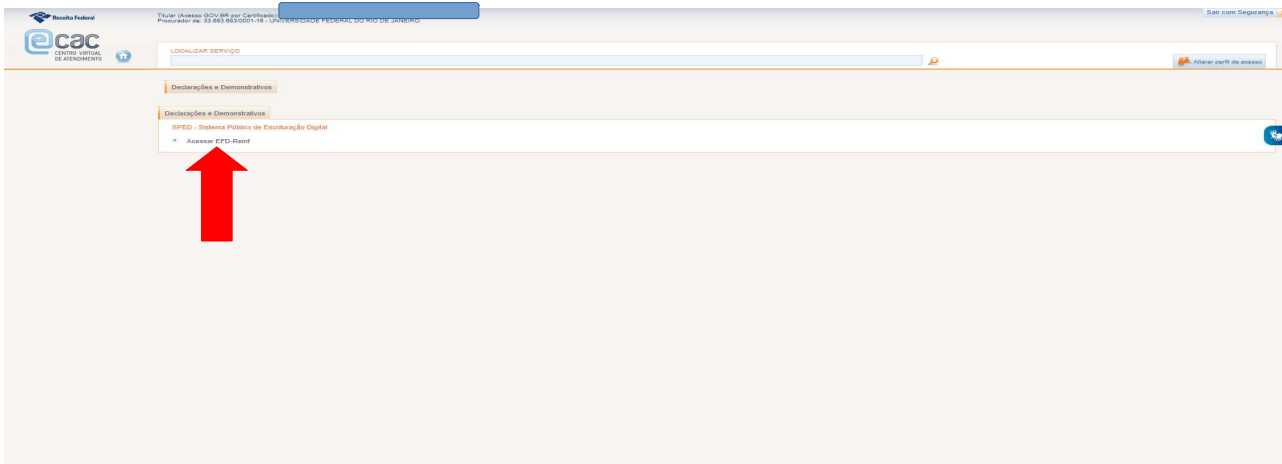 Receita Federal
Titular (Acesso GOV.BR por Certificado):
Procurador de: 33.663.683/0001-16 - UNIVERSIDADE FEDERAL DO RIO DE JANEIRO
Sair com Segurança
ecac
CENTRO VIRTUAL
DE ATENDIMENTO
LOCALIZAR SERVIÇO
Alterar perfil de acesso
Declarações e Demonstrativos
Declarações e Demonstrativos
SPED - Sistema Público de Escrituração Digital
Acessar EFD-Reinf